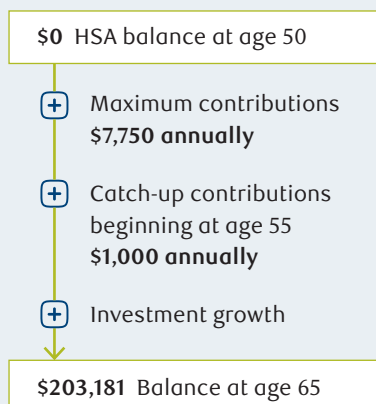 $0 HSA balance at age 50
Maximum contributions
$7,750 annually
Catch-up contributions
beginning at age 55
$1,000 annually
Investment growth
$203,181 Balance at age 65